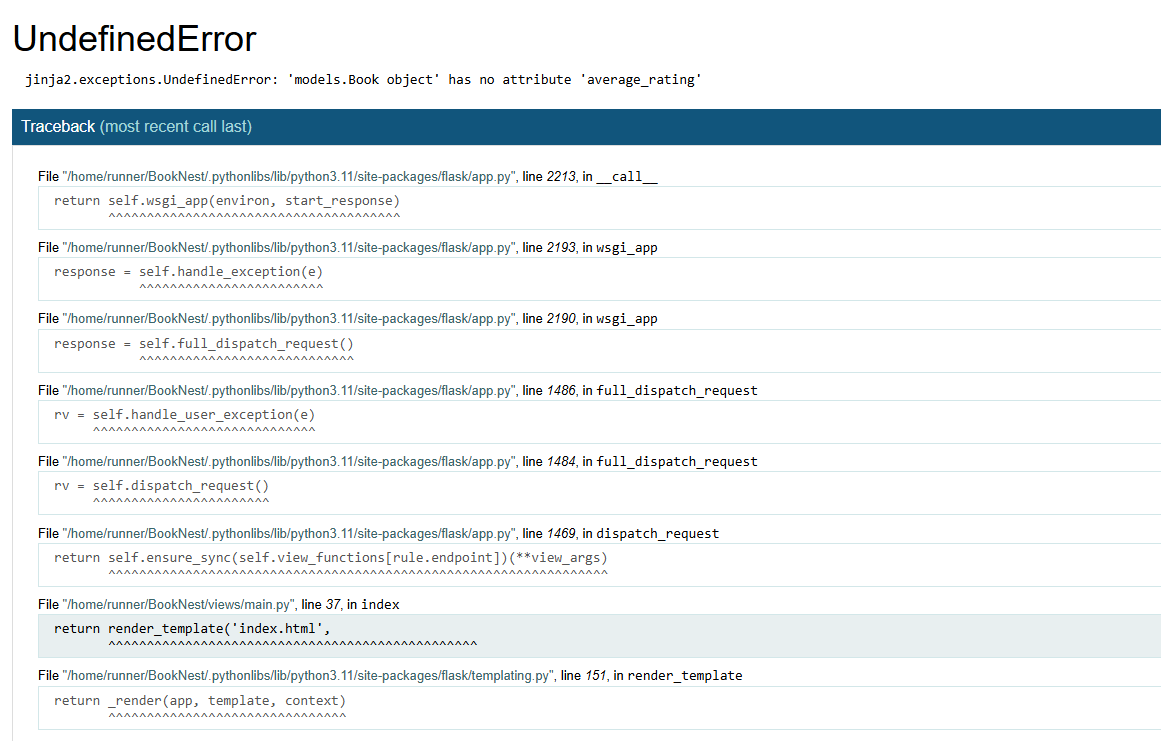 UndefinedError
jinja2.exceptions.UndefinedError: 'models.Book object' has no attribute 'average_rating'
Traceback (most recent call last)
File "/home/runner/BookNest/.pythonlibs/lib/python3.11/site-packages/flask/app.py", line 2213, in __call__
return self.wsgi_app(environ, start_response)
^^^^^^^^^^^^^^^^^^^^^^^^^^^^^^^^^^^^^^
File "/home/runner/BookNest/.pythonlibs/lib/python3.11/site-packages/flask/app.py", line 2193, in wsgi_app
response = self.handle_exception(e)
^^^^^^^^^^^^^^^^^^^^^^^^
File "/home/runner/BookNest/.pythonlibs/lib/python3.11/site-packages/flask/app.py", line 2190, in wsgi_app
response = self.full_dispatch_request()
^^^^^^^^^^^^^^^^^^^^^^^^^^^^
File "/home/runner/BookNest/.pythonlibs/lib/python3.11/site-packages/flask/app.py", line 1486, in full_dispatch_request
rv = self.handle_user_exception(e)
^^^^^^^^^^^^^^^^^^^^^^^^^^^^^
File "/home/runner/BookNest/.pythonlibs/lib/python3.11/site-packages/flask/app.py", line 1484, in full_dispatch_request
rv = self.dispatch_request()
^^^^^^^^^^^^^^^^^^^^^^^
File "/home/runner/BookNest/.pythonlibs/lib/python3.11/site-packages/flask/app.py", line 1469, in dispatch_request
return self.ensure_sync(self.view_functions[rule.endpoint])(**view_args)
^^^^^^^^^^^^^^^^^^^^^^^^^^^^^^^^^^^^^^^^^^^^^^^^^^^^^^^^^^^^^^^^^
File "/home/runner/BookNest/views/main.py", line 37, in index
return render_template('index.html',
^^^^^^^^^^^^^^^^^^^^^^^^^^^^^^^^^^^^^^^^^^^^^^^^
File "/home/runner/BookNest/.pythonlibs/lib/python3.11/site-packages/flask/templating.py", line 151, in render_template
return _render(app, template, context)
^^^^^^^^^^^^^^^^^^^^^^^^^^^^^^^